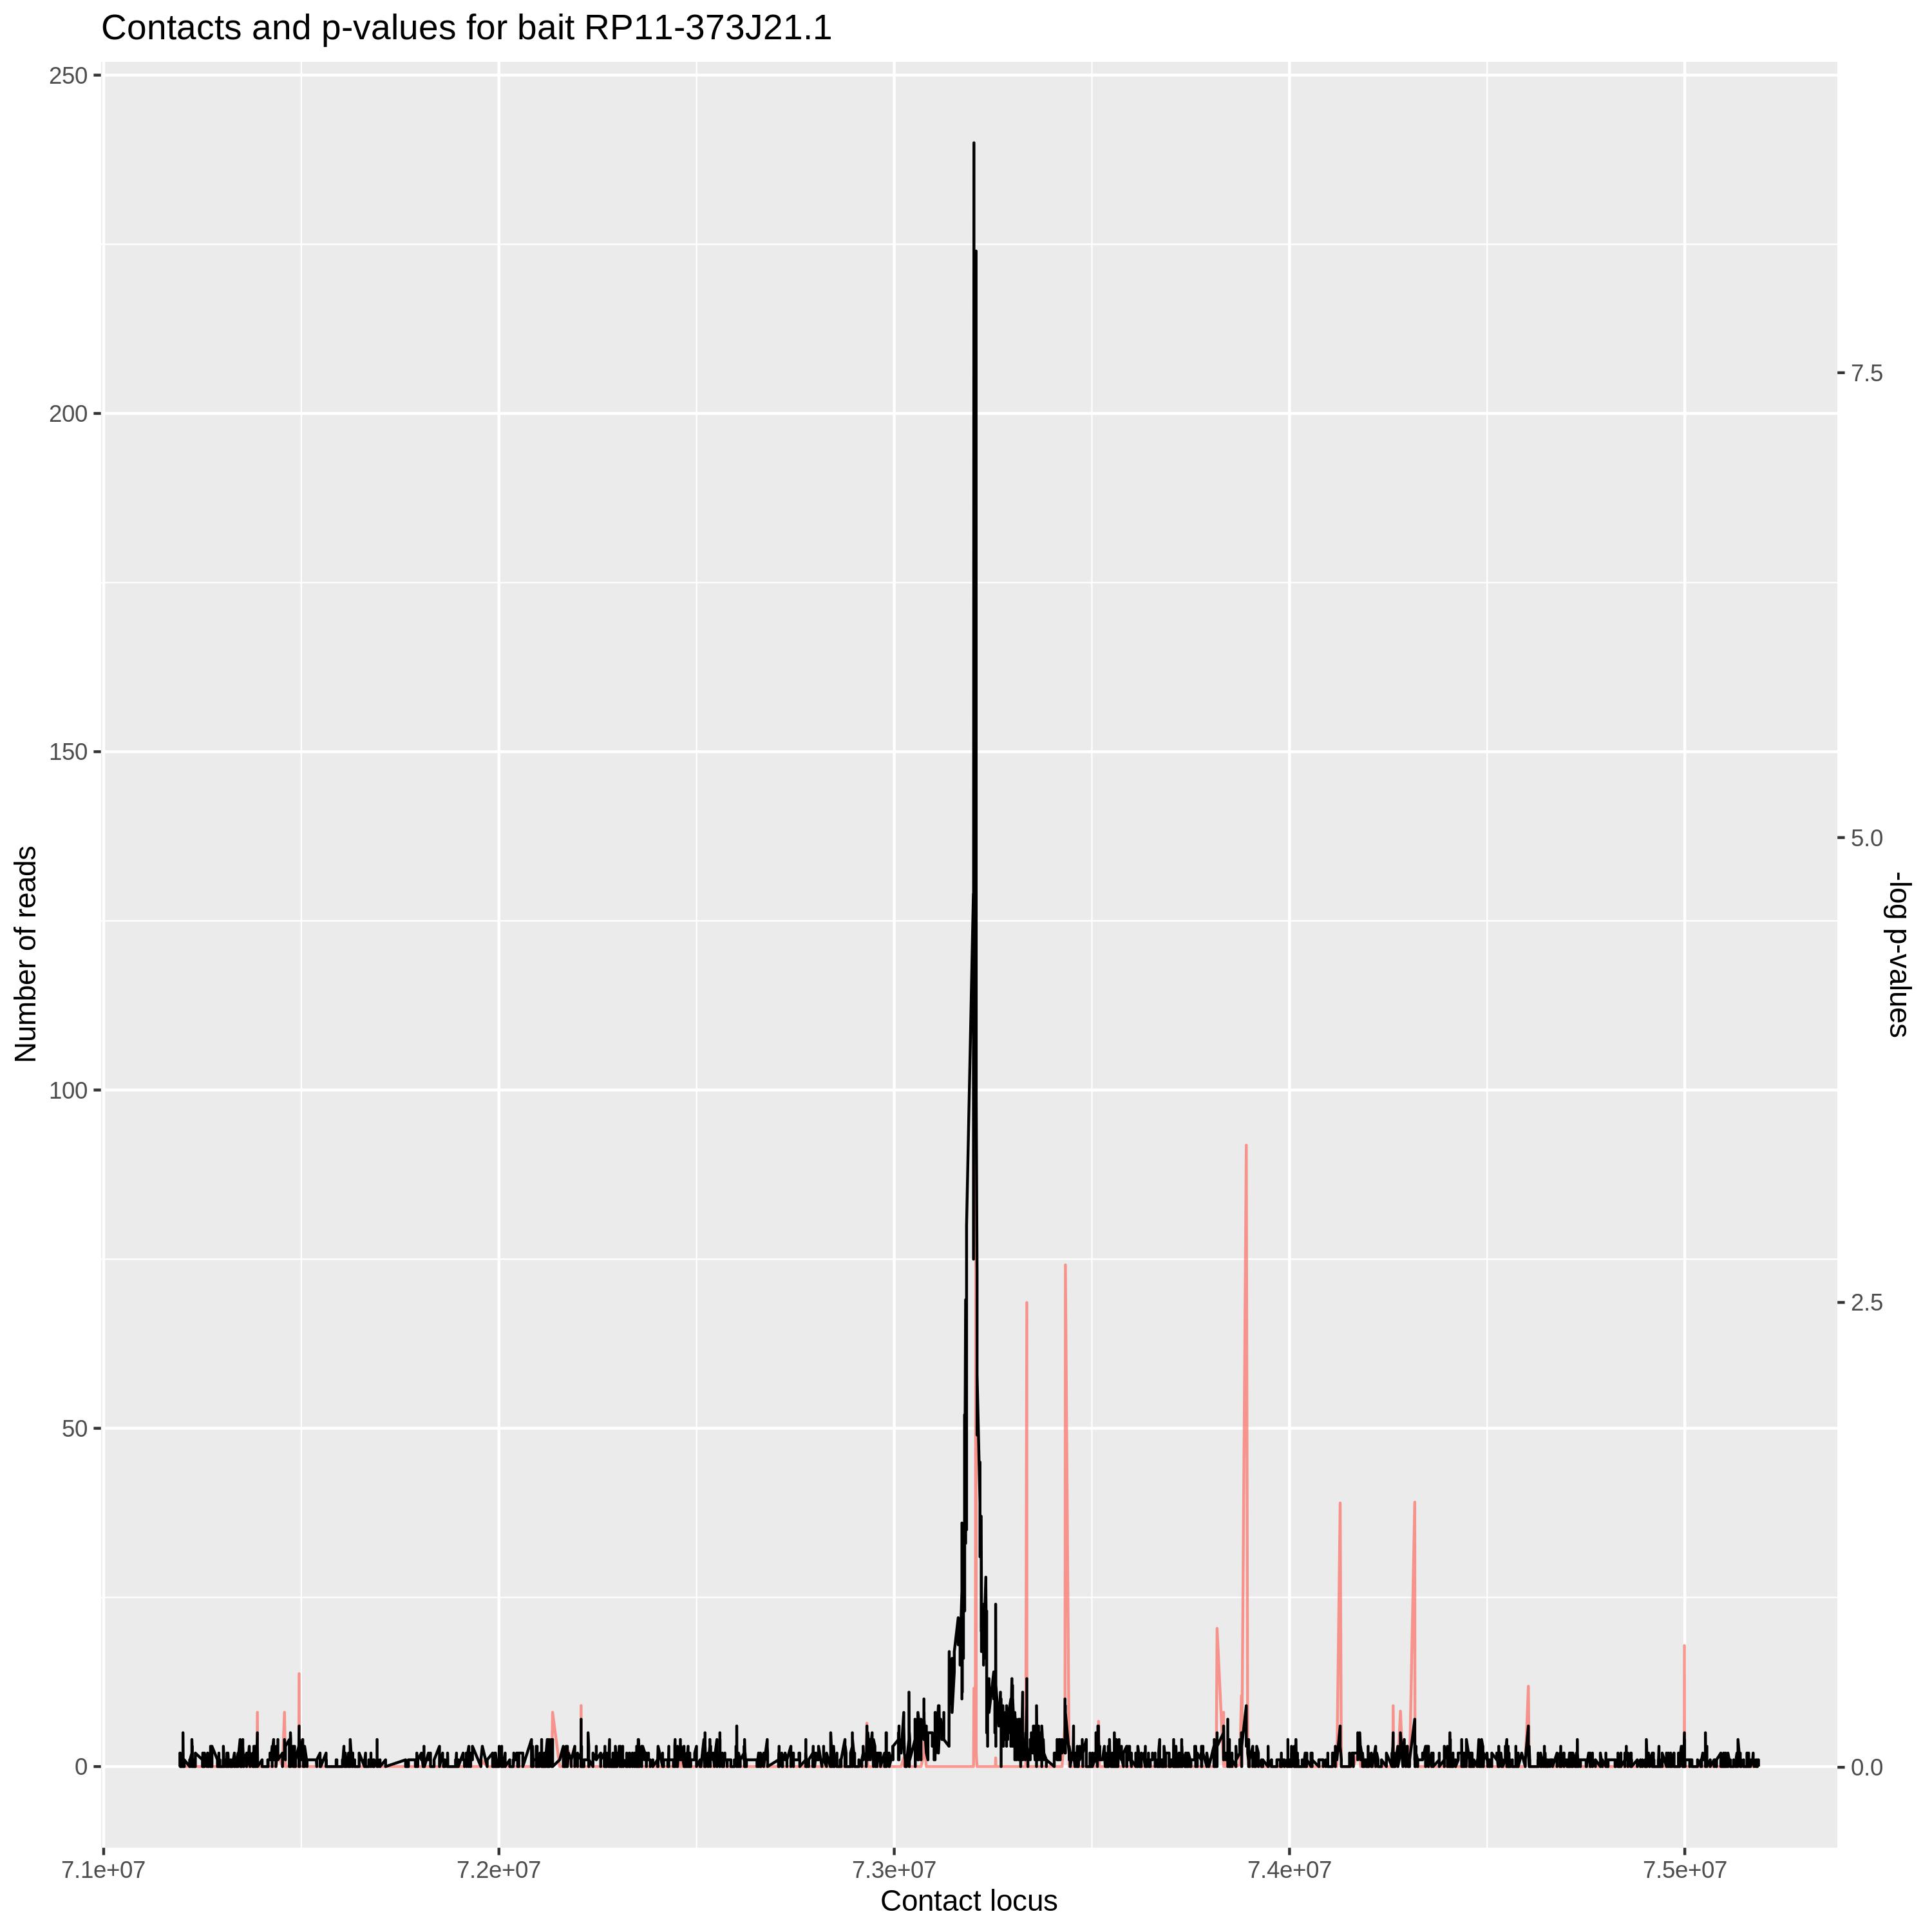 Contacts and p-values for bait RP11-373J21.1
250
200
150
100
50
0
Number of reads
7.5
5.0
2.5
0.0
-log p-values
7.1e+07
7.2e+07
7.3e+07
7.4e+07
7.5e+07
Contact locus